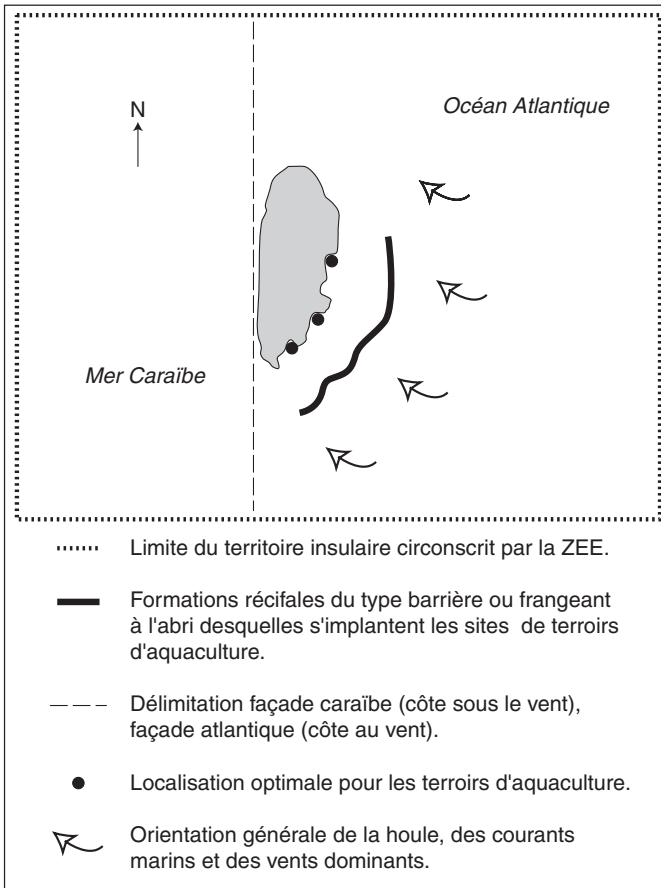 Océan Atlantique
N
Mer Caraïbe
Limite du territoire insulaire circonscrit par la ZEE.
Formations récifales du type barrière ou frangeant
à l'abri desquelles s'implantent les sites de terroirs
d'aquaculture.
Délimitation façade caraïbe (côte sous le vent),
façade atlantique (côte au vent).
Localisation optimale pour les terroirs d'aquaculture.
Orientation générale de la houle, des courants
marins et des vents dominants.